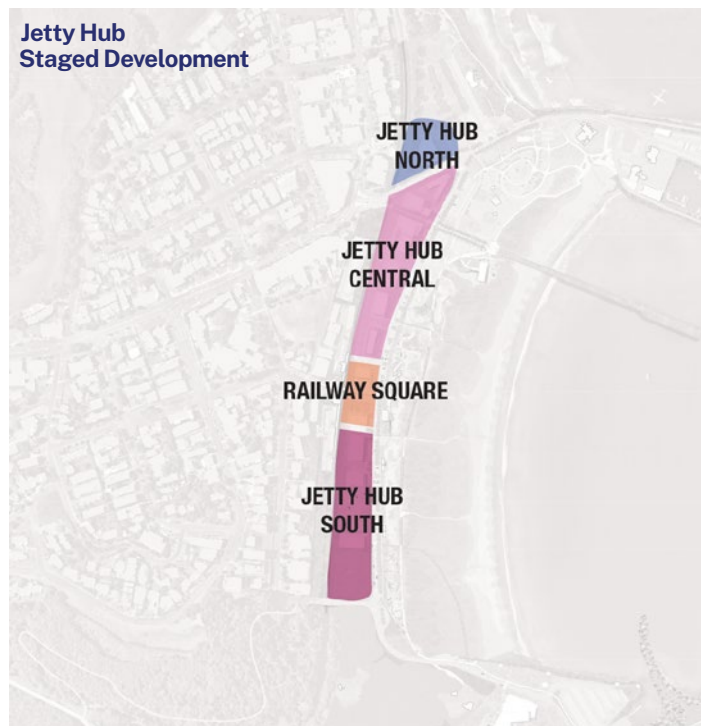 Jetty Hub
Staged Development
JETTY HUB
NORTH
JETTY HUB
CENTRAL
RAILWAY SQUARE
JETTY HUB
SOUTH